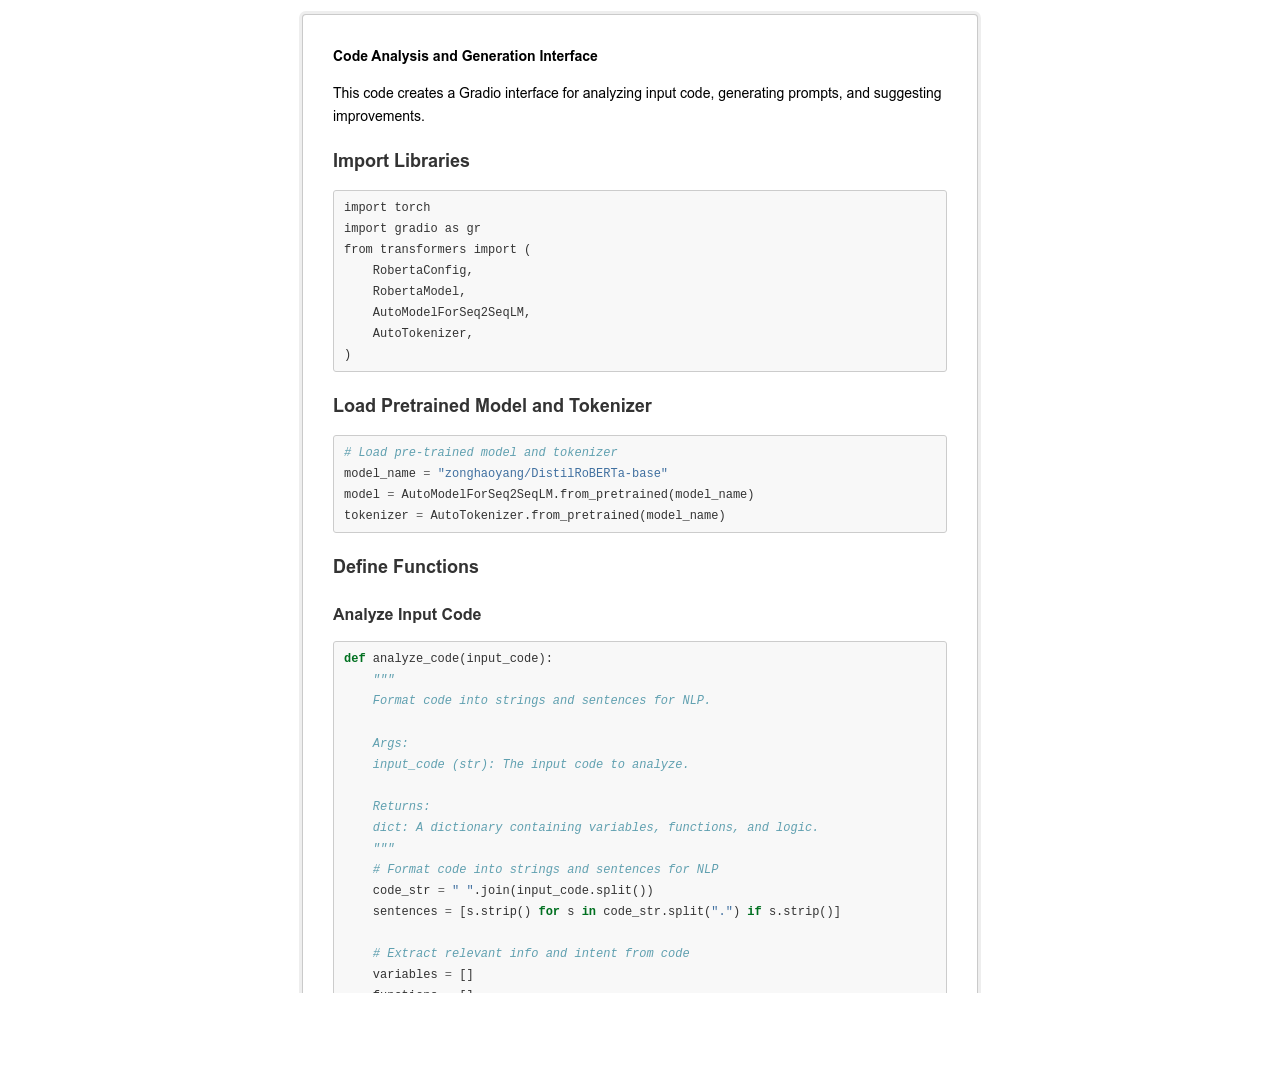 Code Analysis and Generation Interface
This code creates a Gradio interface for analyzing input code, generating prompts, and suggesting
improvements.
Import Libraries
import torch
import gradio as gr
from transformers import (
    RobertaConfig,
    RobertaModel,
    AutoModelForSeq2SeqLM,
    AutoTokenizer,
)
Load Pretrained Model and Tokenizer
# Load pre-trained model and tokenizer
model_name = "zonghaoyang/DistilRoBERTa-base"
model = AutoModelForSeq2SeqLM.from_pretrained(model_name)
tokenizer = AutoTokenizer.from_pretrained(model_name)
Define Functions
Analyze Input Code
def analyze_code(input_code):
    """
    Format code into strings and sentences for NLP.
    Args:
    input_code (str): The input code to analyze.
    Returns:
    dict: A dictionary containing variables, functions, and logic.
    """
    # Format code into strings and sentences for NLP
    code_str = " ".join(input_code.split())
    sentences = [s.strip() for s in code_str.split(".") if s.strip()]
    # Extract relevant info and intent from code
    variables = []